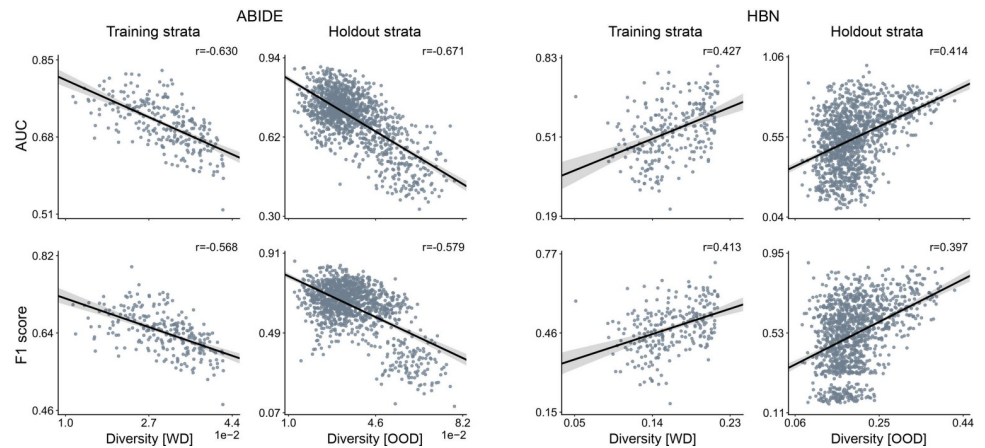 ABIDE
HBN
Training strata
Holdout strata
Training strata
Holdout strata
r=-0.630
r=-0.671
r=0.427
r=0.414
AUC
0.85
0.68
0.51
0.94
0.62
0.30
0.83
0.51
0.19
1.06
0.55
0.04
r=-0.568
r=-0.579
r=0.413
r=0.397
F1 score
0.82
0.64
0.46
0.91
0.49
0.07
0.77
0.46
0.15
0.95
0.53
0.11
1.0 2.7 4.4
1e-2
Diversity [WD]
1.0 4.6 8.2
1e-2
Diversity [OOD]
0.05 0.14 0.23
Diversity [WD]
0.06 0.25 0.44
Diversity [OOD]